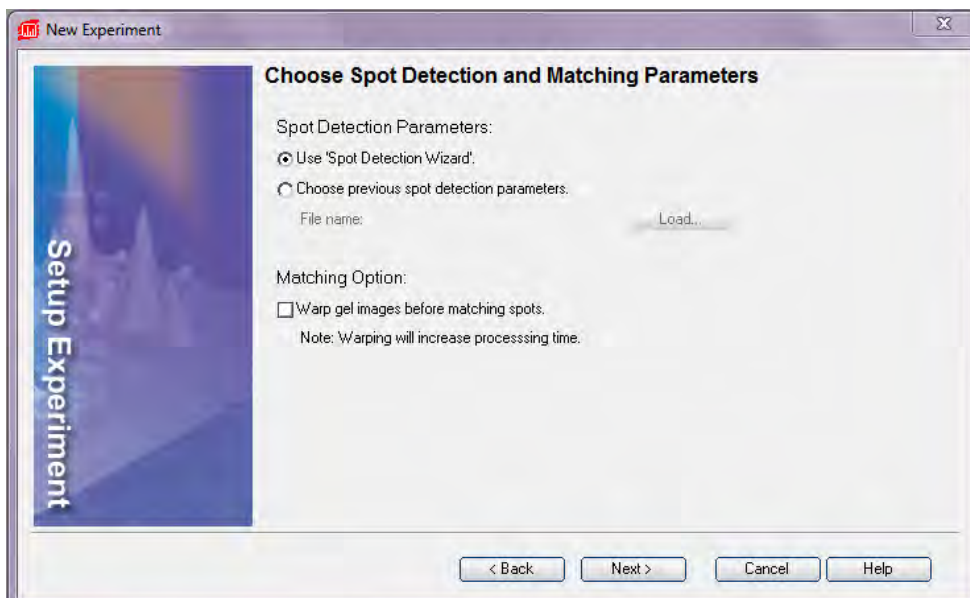 New Experiment
Choose Spot Detection and Matching Parameters
Spot Detection Parameters:
Use 'Spot Detection Wizard'.
Choose previous spot detection parameters.
File name:
Load...
Matching Option:
Warp gel images before matching spots.
Note: Warping will increase processsing time.
Setup Experiment
< Back
Next >
Cancel
Help